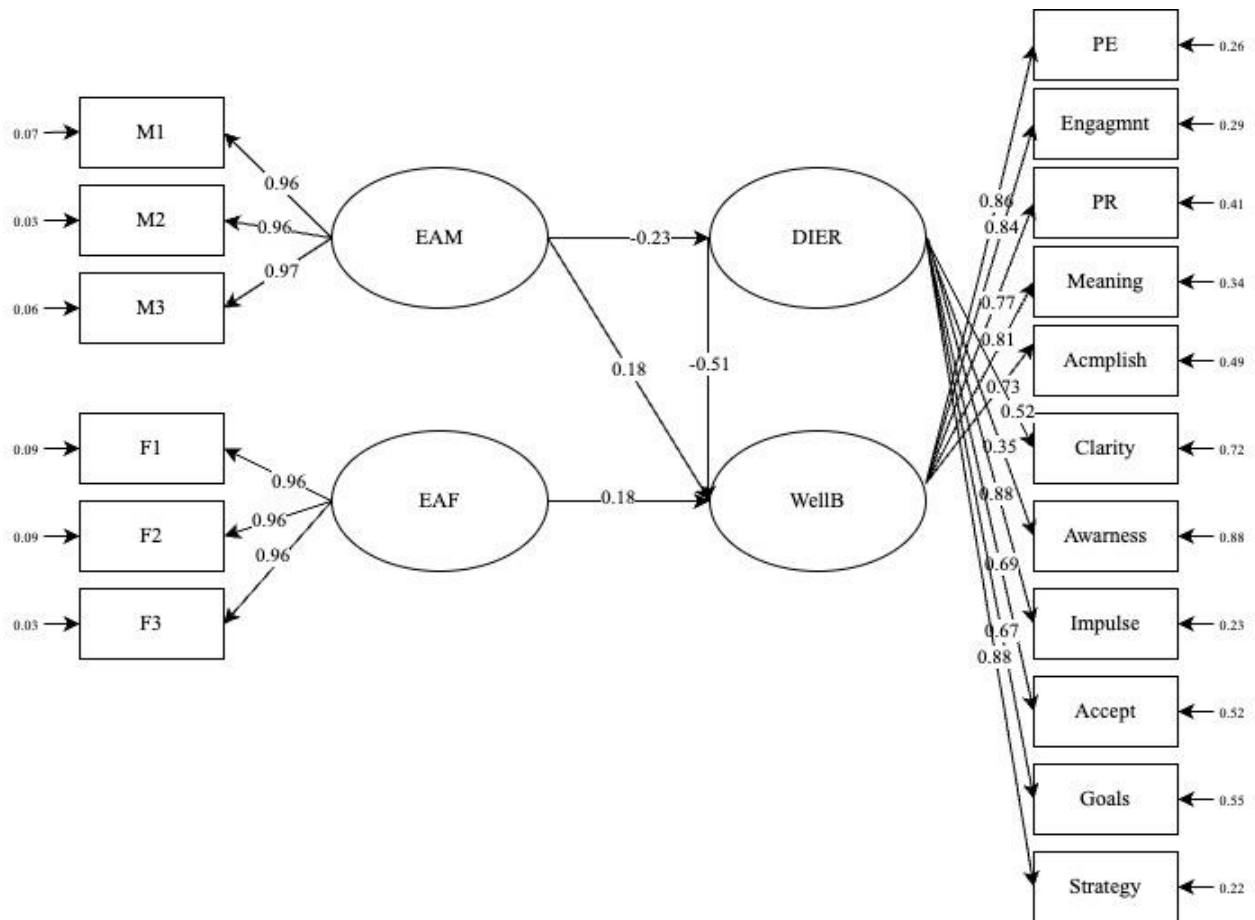 PE
0.26
Engagmnt
0.29
PR
0.41
Meaning
0.34
Acmplish
0.49
Clarity
0.72
Awarness
0.88
Impulse
0.23
Accept
0.52
Goals
0.55
Strategy
0.22
0.07
M1
0.03
M2
0.06
M3
0.96
0.96
0.97
EAM
-0.23
DIER
0.18
-0.51
0.09
F1
0.09
F2
0.03
F3
0.96
0.96
0.96
EAF
0.18
WellB
0.86
0.84
0.77
0.81
0.73
0.52
0.35
0.88
0.69
0.67
0.88